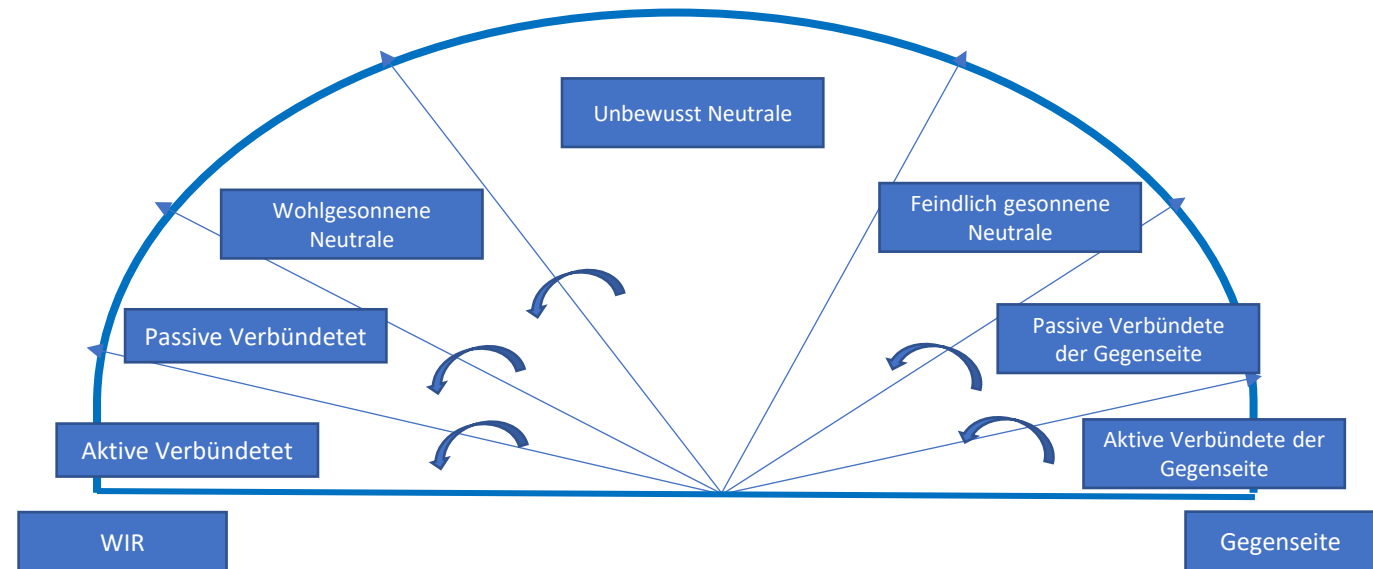 Unbewusst Neutrale
Wohlgesonnene
Neutrale
Feindlich gesonnene
Neutrale
Passive Verbündetet
Passive Verbündete
der Gegenseite
Aktive Verbündetet
Aktive Verbündete der
Gegenseite
WIR
Gegenseite